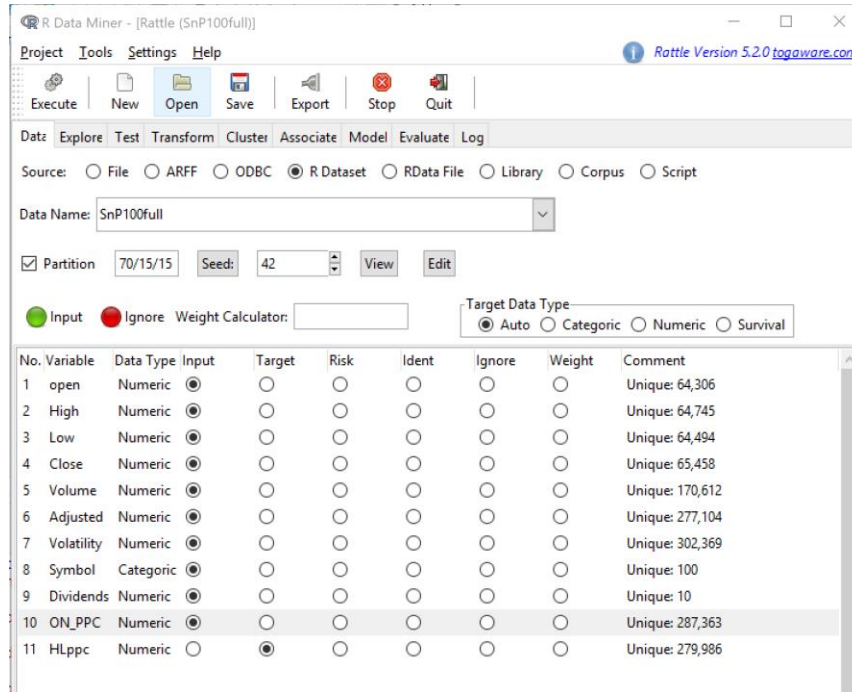 R Data Miner - [Rattle (SnP100full)]
Project Tools Settings Help Rattle Version 5.2.0 togaware.com
Execute New Open Save Export Stop Quit
Data Explore Test Transform Cluster Associate Model Evaluate Log
Source: File ARFF ODBC R Dataset RData File Library Corpus Script
Data Name: SnP100full
Partition 70/15/15 Seed: 42 View Edit
Target Data Type
Input Ignore Weight Calculator: Auto Categoric Numeric Survival
No. Variable Data Type Input Target Risk Ident Ignore Weight Comment
1 open Numeric Unique: 64,306
2 High Numeric Unique: 64,745
3 Low Numeric Unique: 64,494
4 Close Numeric Unique: 65,458
5 Volume Numeric Unique: 170,612
6 Adjusted Numeric Unique: 277,104
7 Volatility Numeric Unique: 302,369
8 Symbol Categoric Unique: 100
9 Dividends Numeric Unique: 10
10 ON_PPC Numeric Unique: 287,363
11 HLppc Numeric Unique: 279,986